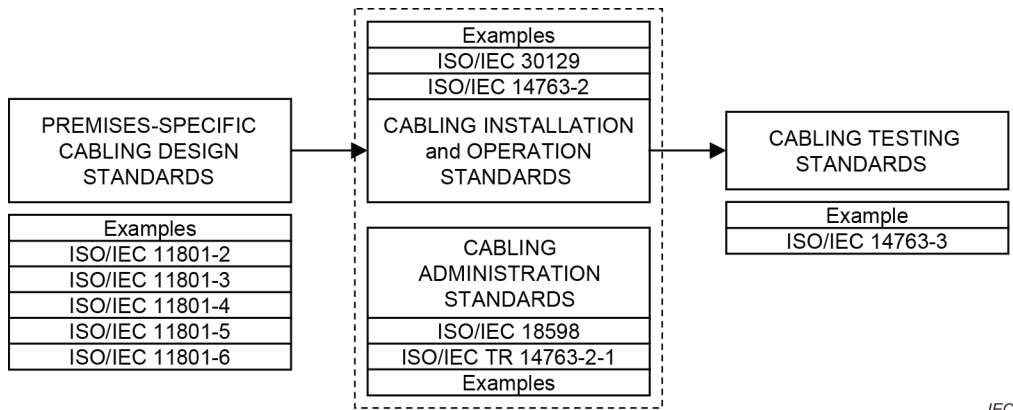 PREMISES-SPECIFIC
CABLING DESIGN
STANDARDS
Examples
ISO/IEC 11801-2
ISO/IEC 11801-3
ISO/IEC 11801-4
ISO/IEC 11801-5
ISO/IEC 11801-6
Examples
ISO/IEC 30129
ISO/IEC 14763-2
CABLING INSTALLATION
and OPERATION
STANDARDS
CABLING
ADMINISTRATION
STANDARDS
ISO/IEC 18598
ISO/IEC TR 14763-2-1
Examples
CABLING TESTING
STANDARDS
Example
ISO/IEC 14763-3
IEC